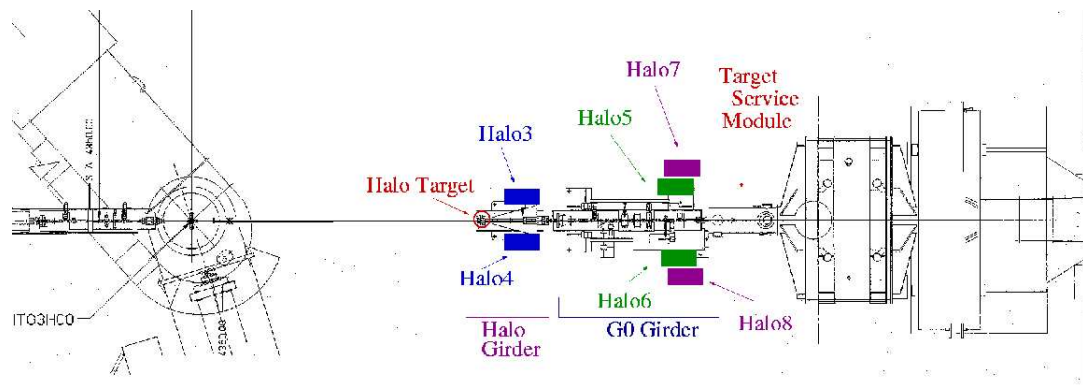 Halo7
Target
Service
Module
Halo5
Halo3
Halo Target
Halo4
Halo6
Halo8
ITO3HCO
Halo
Girder
G0 Girder